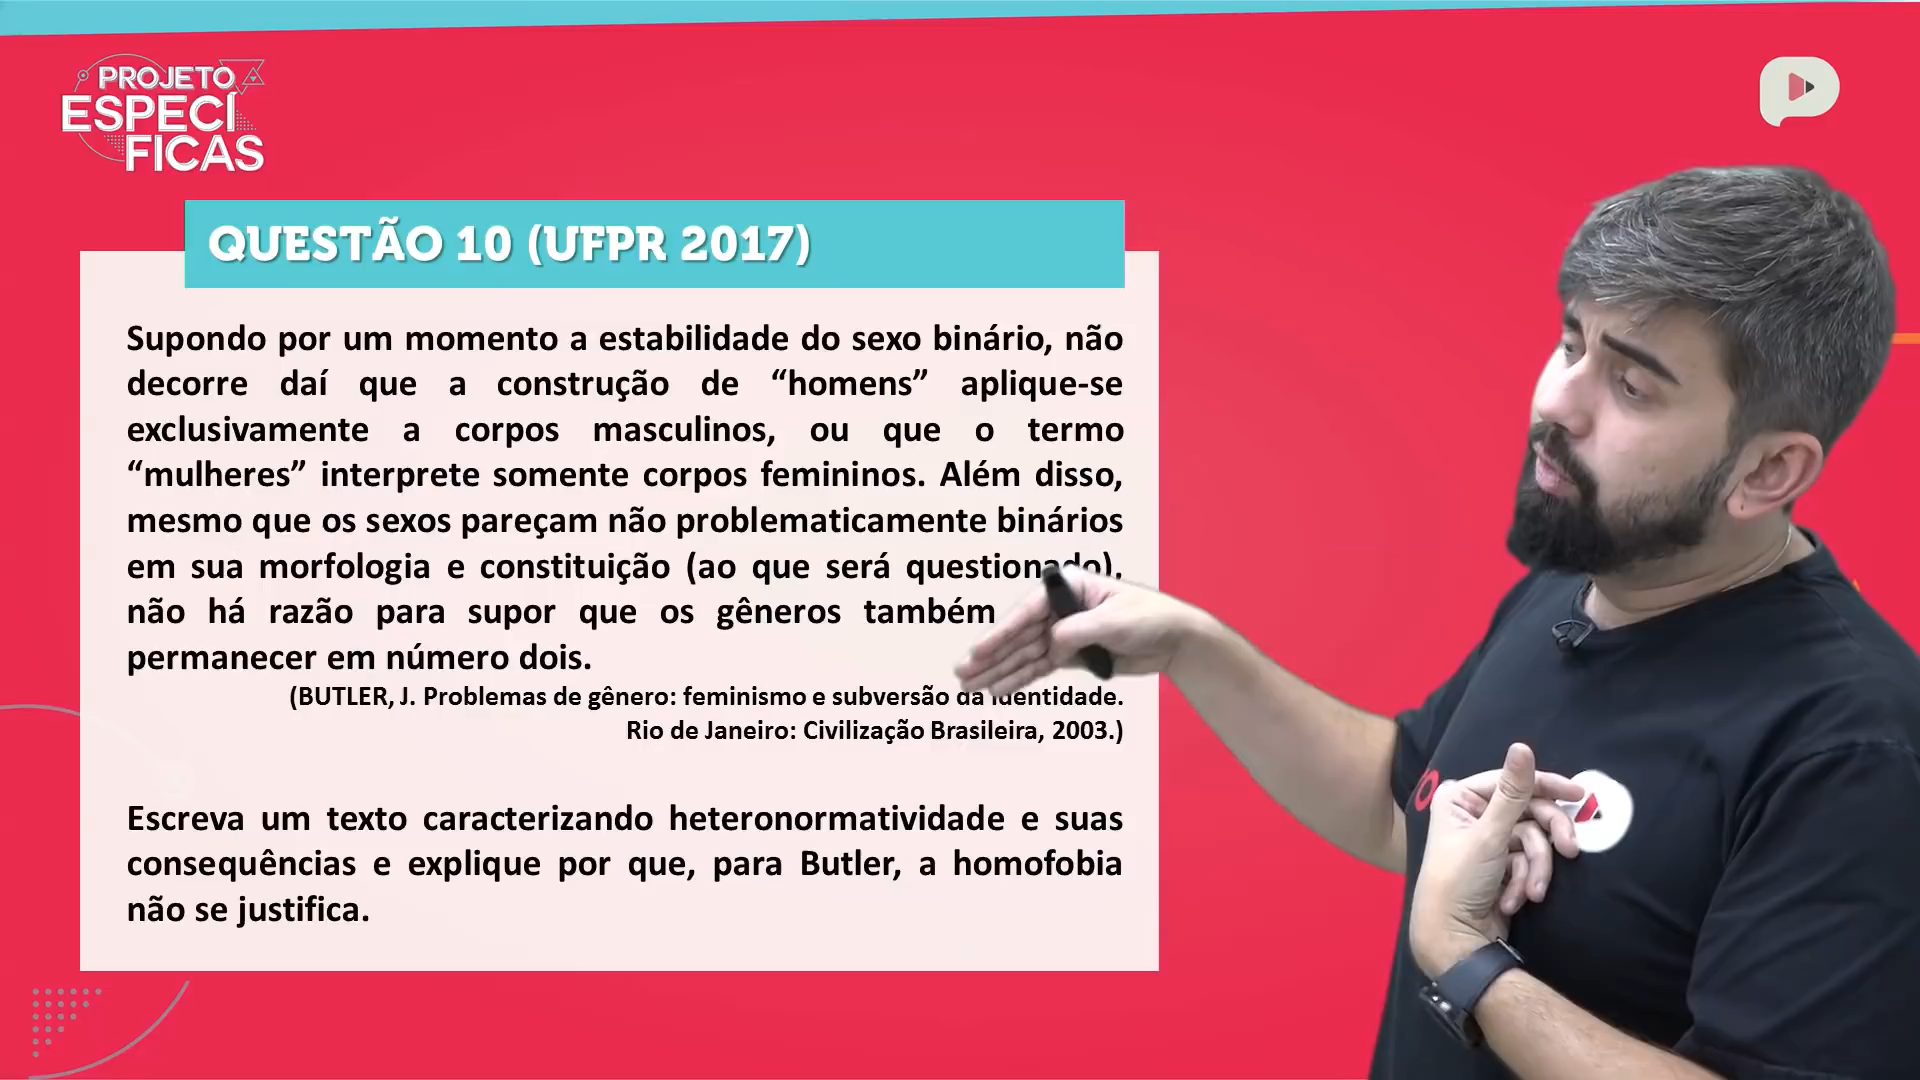 PROJETO
ESPECÍ
FICAS
QUESTÃO 10 (UFPR 2017)
Supondo por um momento a estabilidade do sexo binário, não
decorre daí que a construção de “homens” aplique-se
exclusivamente a corpos masculinos, ou que o termo
“mulheres” interprete somente corpos femininos. Além disso,
mesmo que os sexos pareçam não problematicamente binários
em sua morfologia e constituição (ao que será questionado),
não há razão para supor que os gêneros também
permanecer em número dois.
(BUTLER, J. Problemas de gênero: feminismo e subversão da identidade.
Rio de Janeiro: Civilização Brasileira, 2003.)
Escreva um texto caracterizando heteronormatividade e suas
consequências e explique por que, para Butler, a homofobia
não se justifica.